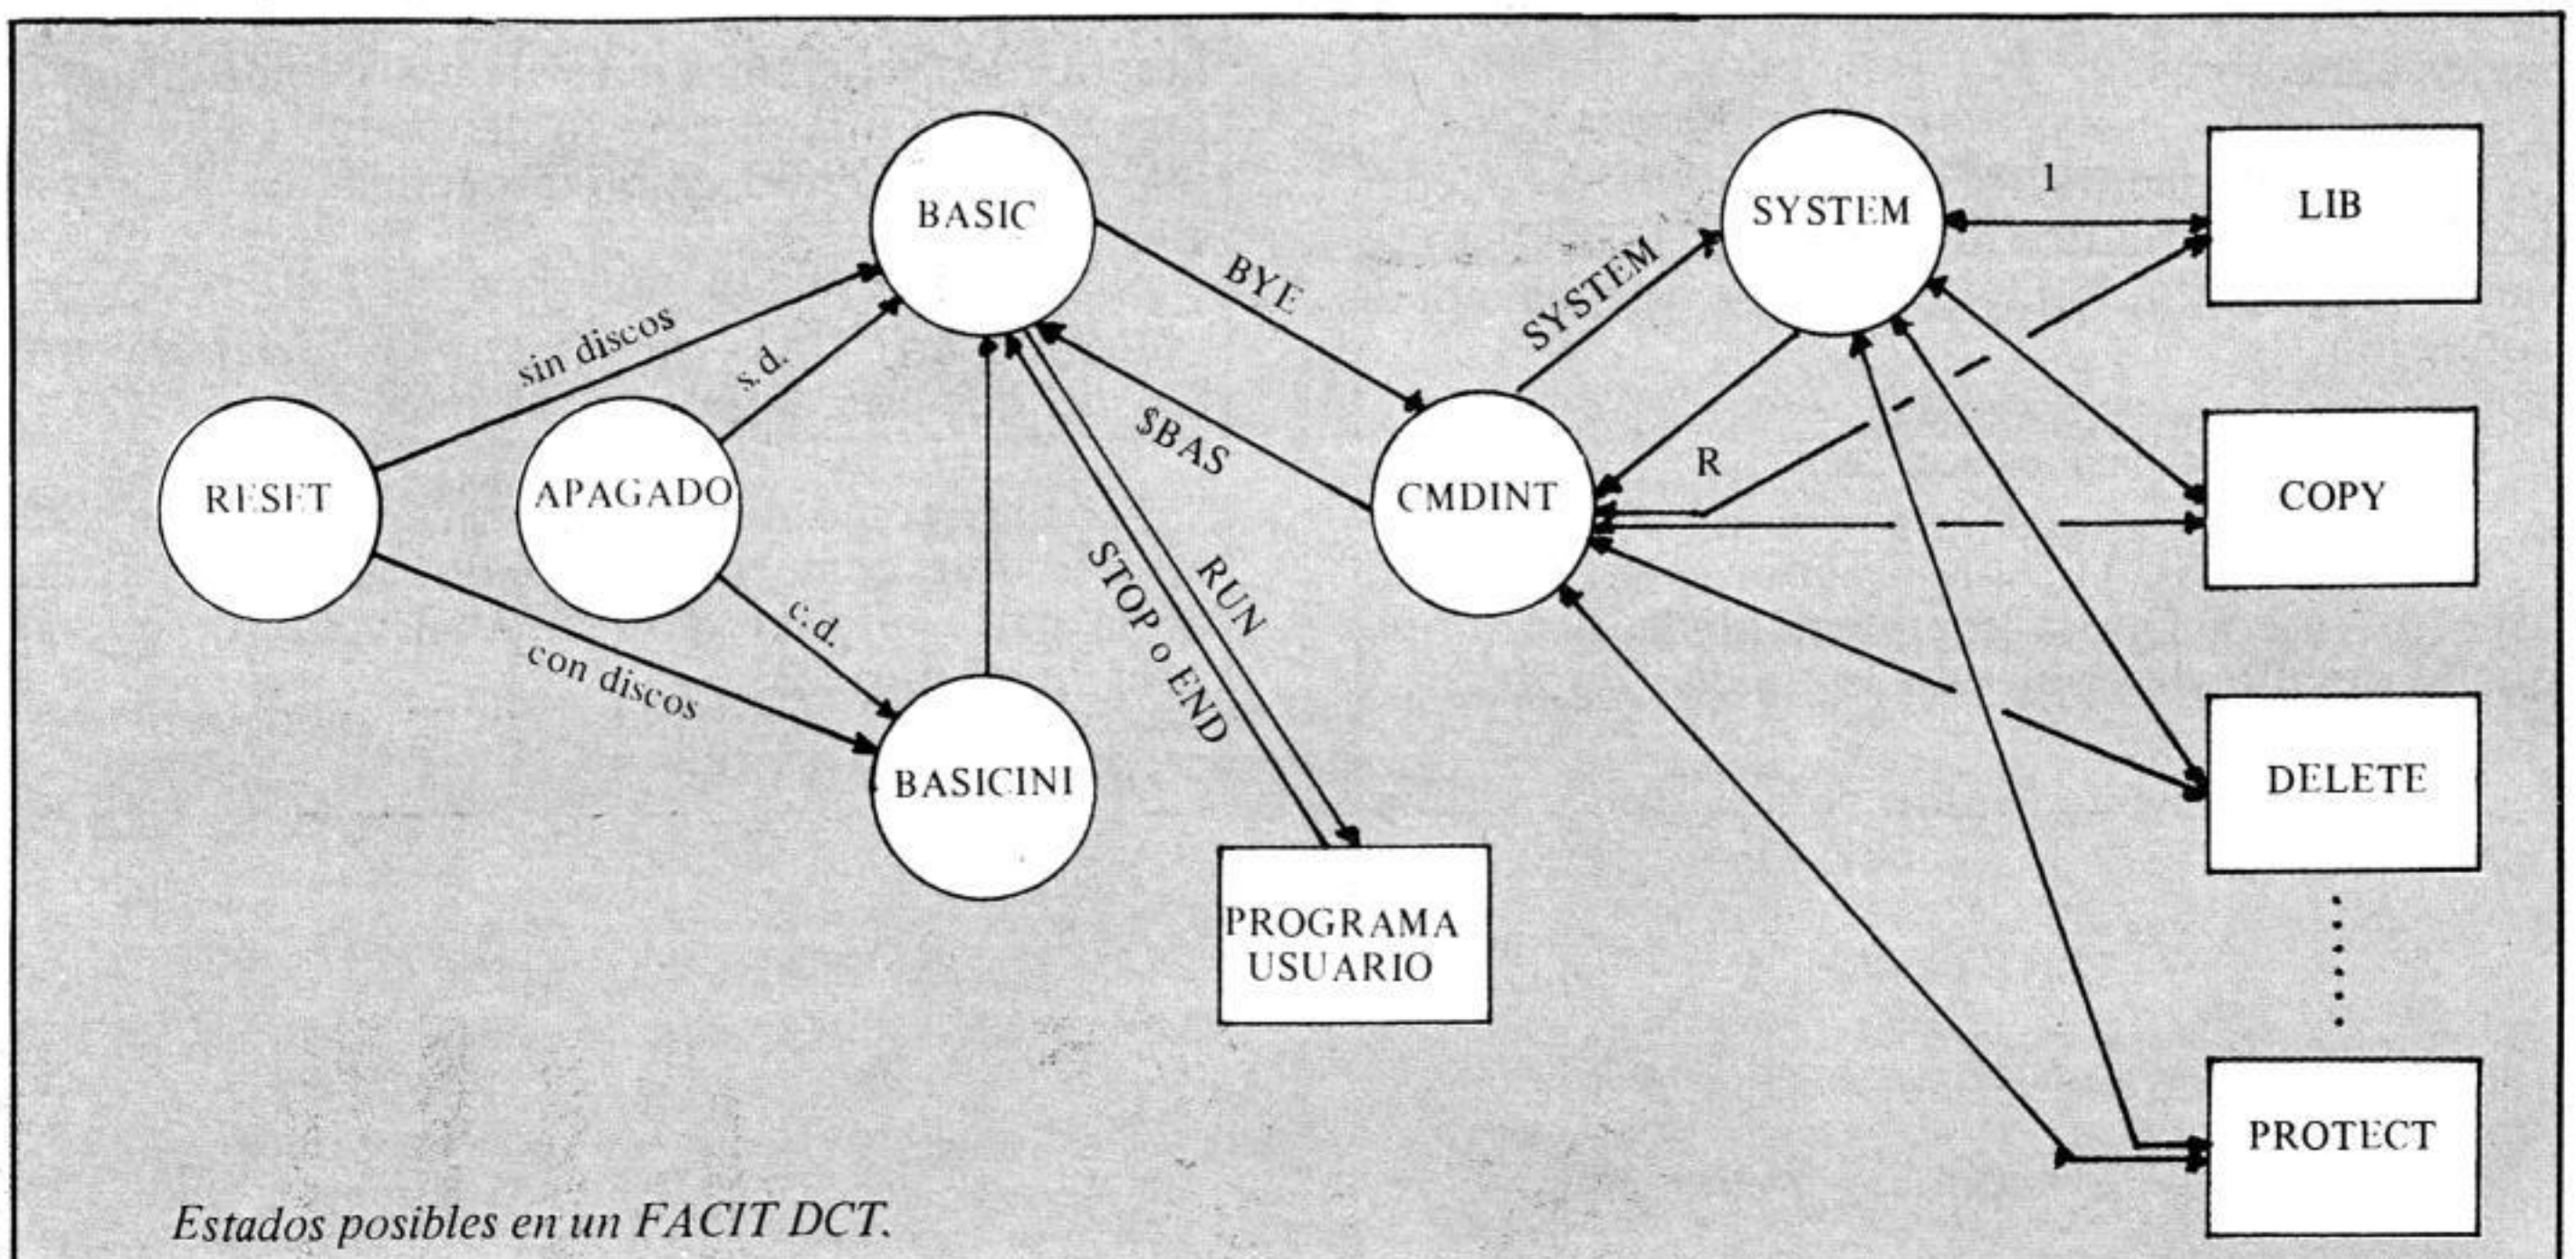 BASIC
SYSTEM
1
LIB
BYE
SYSTEM
sin discos
s.d.
$BAS
R
RESET
APAGADO
CMDINT
COPY
c.d.
con discos
STOP o END
RUN
BASICINI
DELETE
PROGRAMA
USUARIO
PROTECT
Estados posibles en un FACIT DCT.